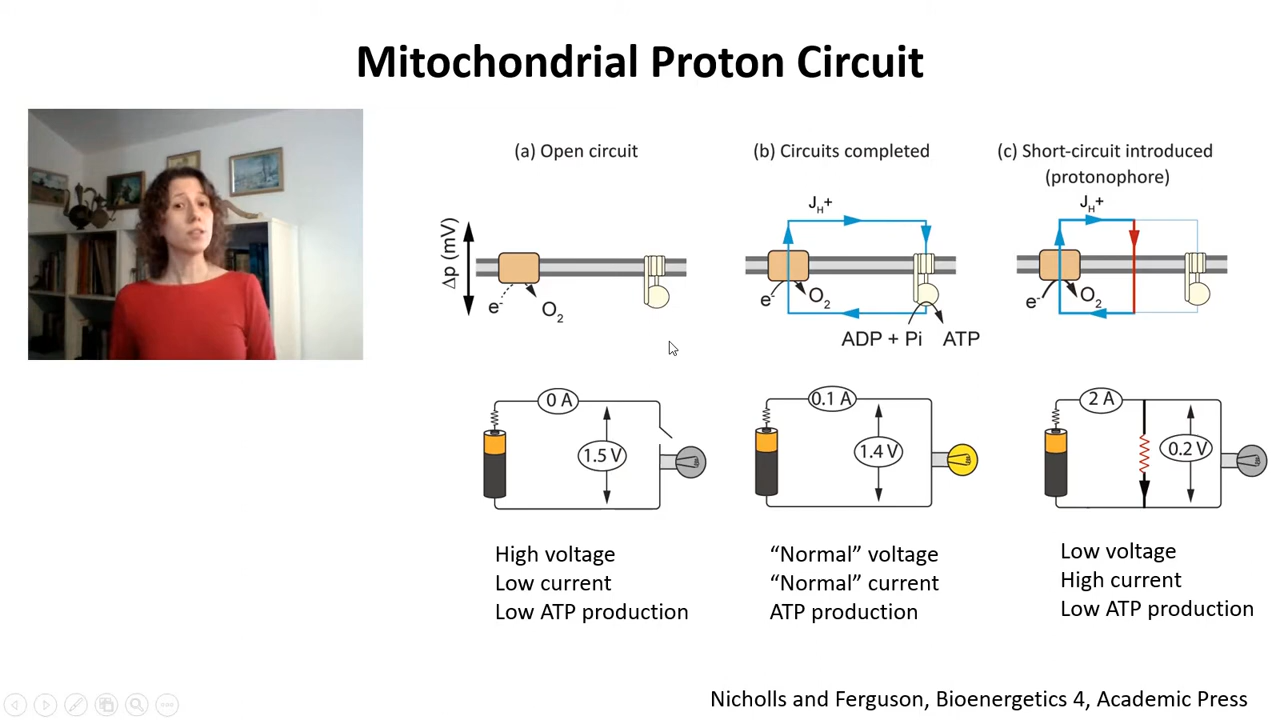 Mitochondrial Proton Circuit
(a) Open circuit
Δp (mV)
e-
O2
0 A
1.5 V
High voltage
Low current
Low ATP production
(b) Circuits completed
JH+
e-
O2
ADP + Pi ATP
0.1 A
1.4 V
“Normal” voltage
“Normal” current
ATP production
(c) Short-circuit introduced
(protonophore)
JH+
e-
O2
2 A
0.2 V
Low voltage
High current
Low ATP production
Nicholls and Ferguson, Bioenergetics 4, Academic Press